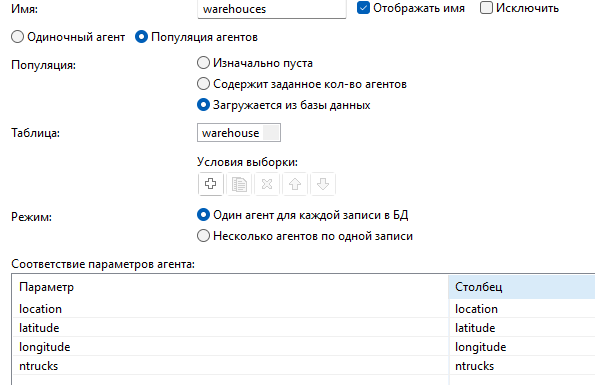 Имя: warehouces Отображать имя Исключить
Одиночный агент Популяция агентов
Популяция: Изначально пуста
Содержит заданное кол-во агентов
Загружается из базы данных
Таблица: warehouse
Условия выборки:
Режим: Один агент для каждой записи в БД
Несколько агентов по одной записи
Соответствие параметров агента:
Параметр Столбец
location location
latitude latitude
longitude longitude
ntrucks ntrucks